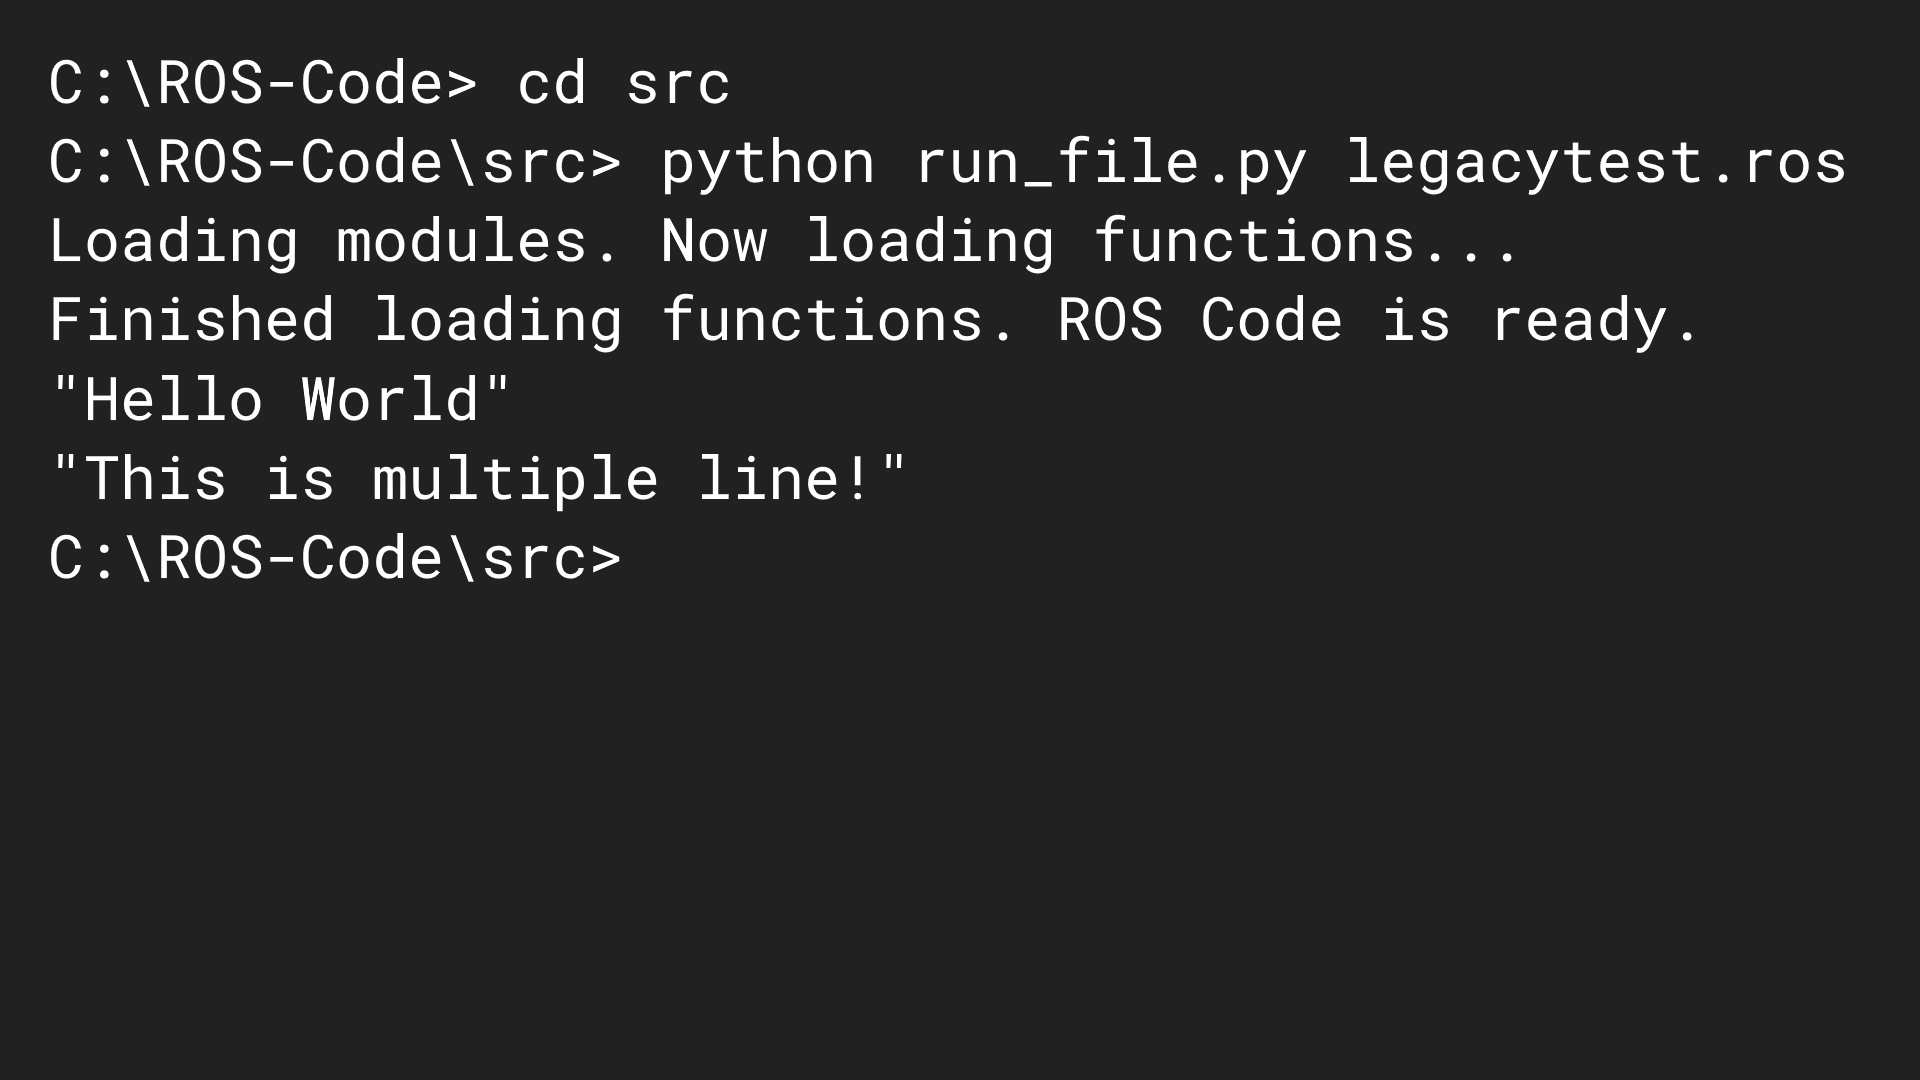 C:\ROS-Code> cd src
C:\ROS-Code\src> python run_file.py legacytest.ros
Loading modules. Now loading functions...
Finished loading functions. ROS Code is ready.
"Hello World"
"This is multiple line!"
C:\ROS-Code\src>